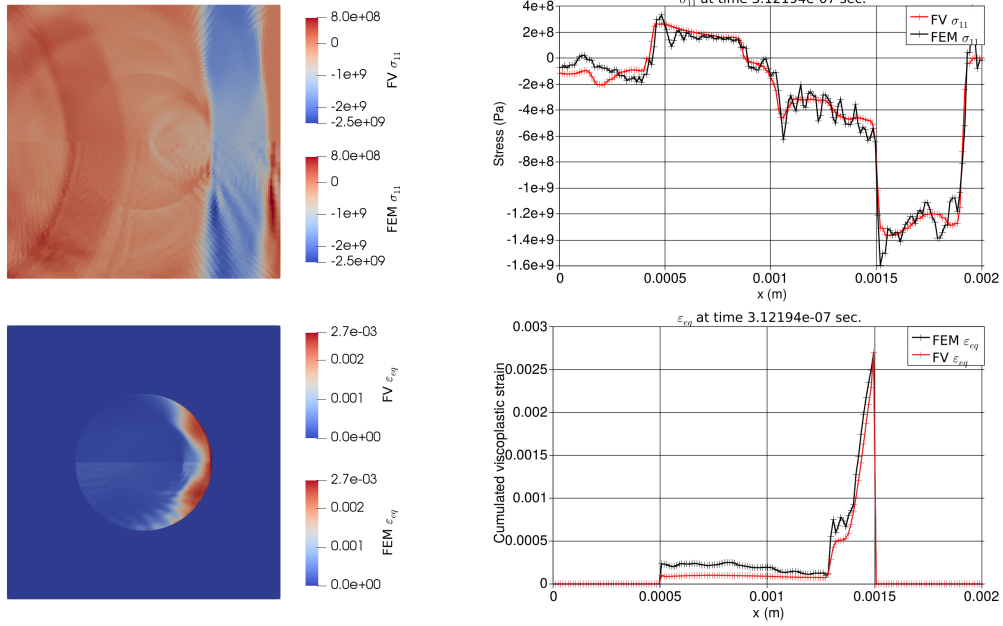 8.0e+08
0
-1e+9
-2.5e+09
FV σ₁₁
8.0e+08
0
-1e+9
-2e+9
-2.5e+09
FEM σ₁₁
σ₁₁ at time 3.12194e-07 sec.
FV σ₁₁
FEM σ₁₁
4e+8
2e+8
0
-2e+8
-4e+8
-6e+8
-8e+8
-1e+9
-1.2e+9
-1.4e+9
-1.6e+9
Stress (Pa)
0
0.0005
0.001
0.0015
0.002
x (m)
2.7e-03
0.002
0.001
0.0e+00
FV εeq
2.7e-03
0.002
0.001
0.0e+00
FEM εeq
εeq at time 3.12194e-07 sec.
FEM εeq
FV εeq
0.003
0.0025
0.002
0.0015
0.001
0.0005
0
Cumulated viscoplastic strain
0
0.0005
0.001
0.0015
0.002
x (m)